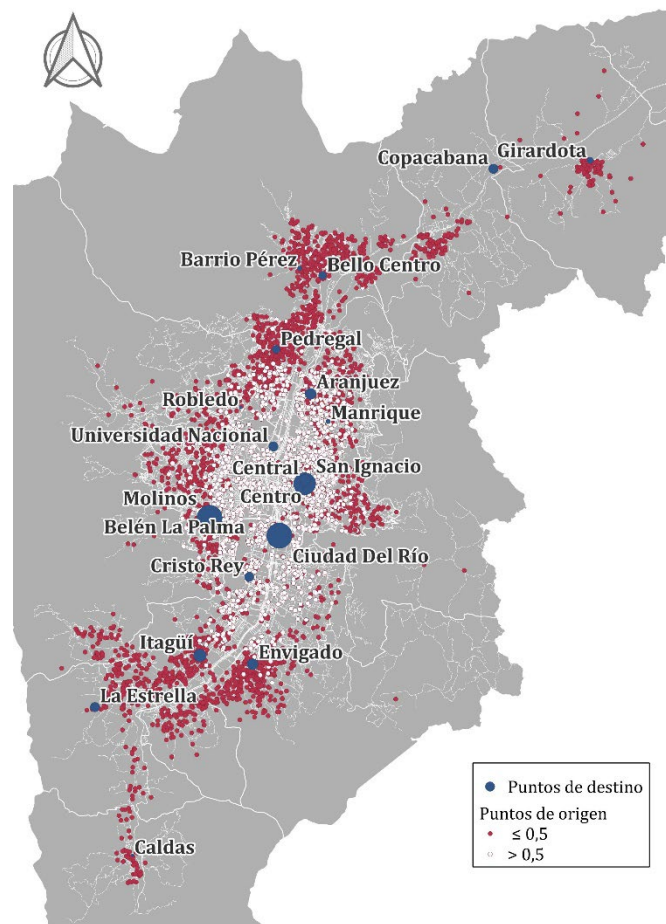 Girardota
Copacabana
Barrio Pérez
Bello Centro
Pedregal
Aranjuez
Robledo
Manrique
Universidad Nacional
Central
San Ignacio
Molinos
Centro
Belén La Palma
Ciudad Del Río
Cristo Rey
Itagüí
Envigado
La Estrella
Caldas
Puntos de destino
Puntos de origen
≤ 0,5
> 0,5